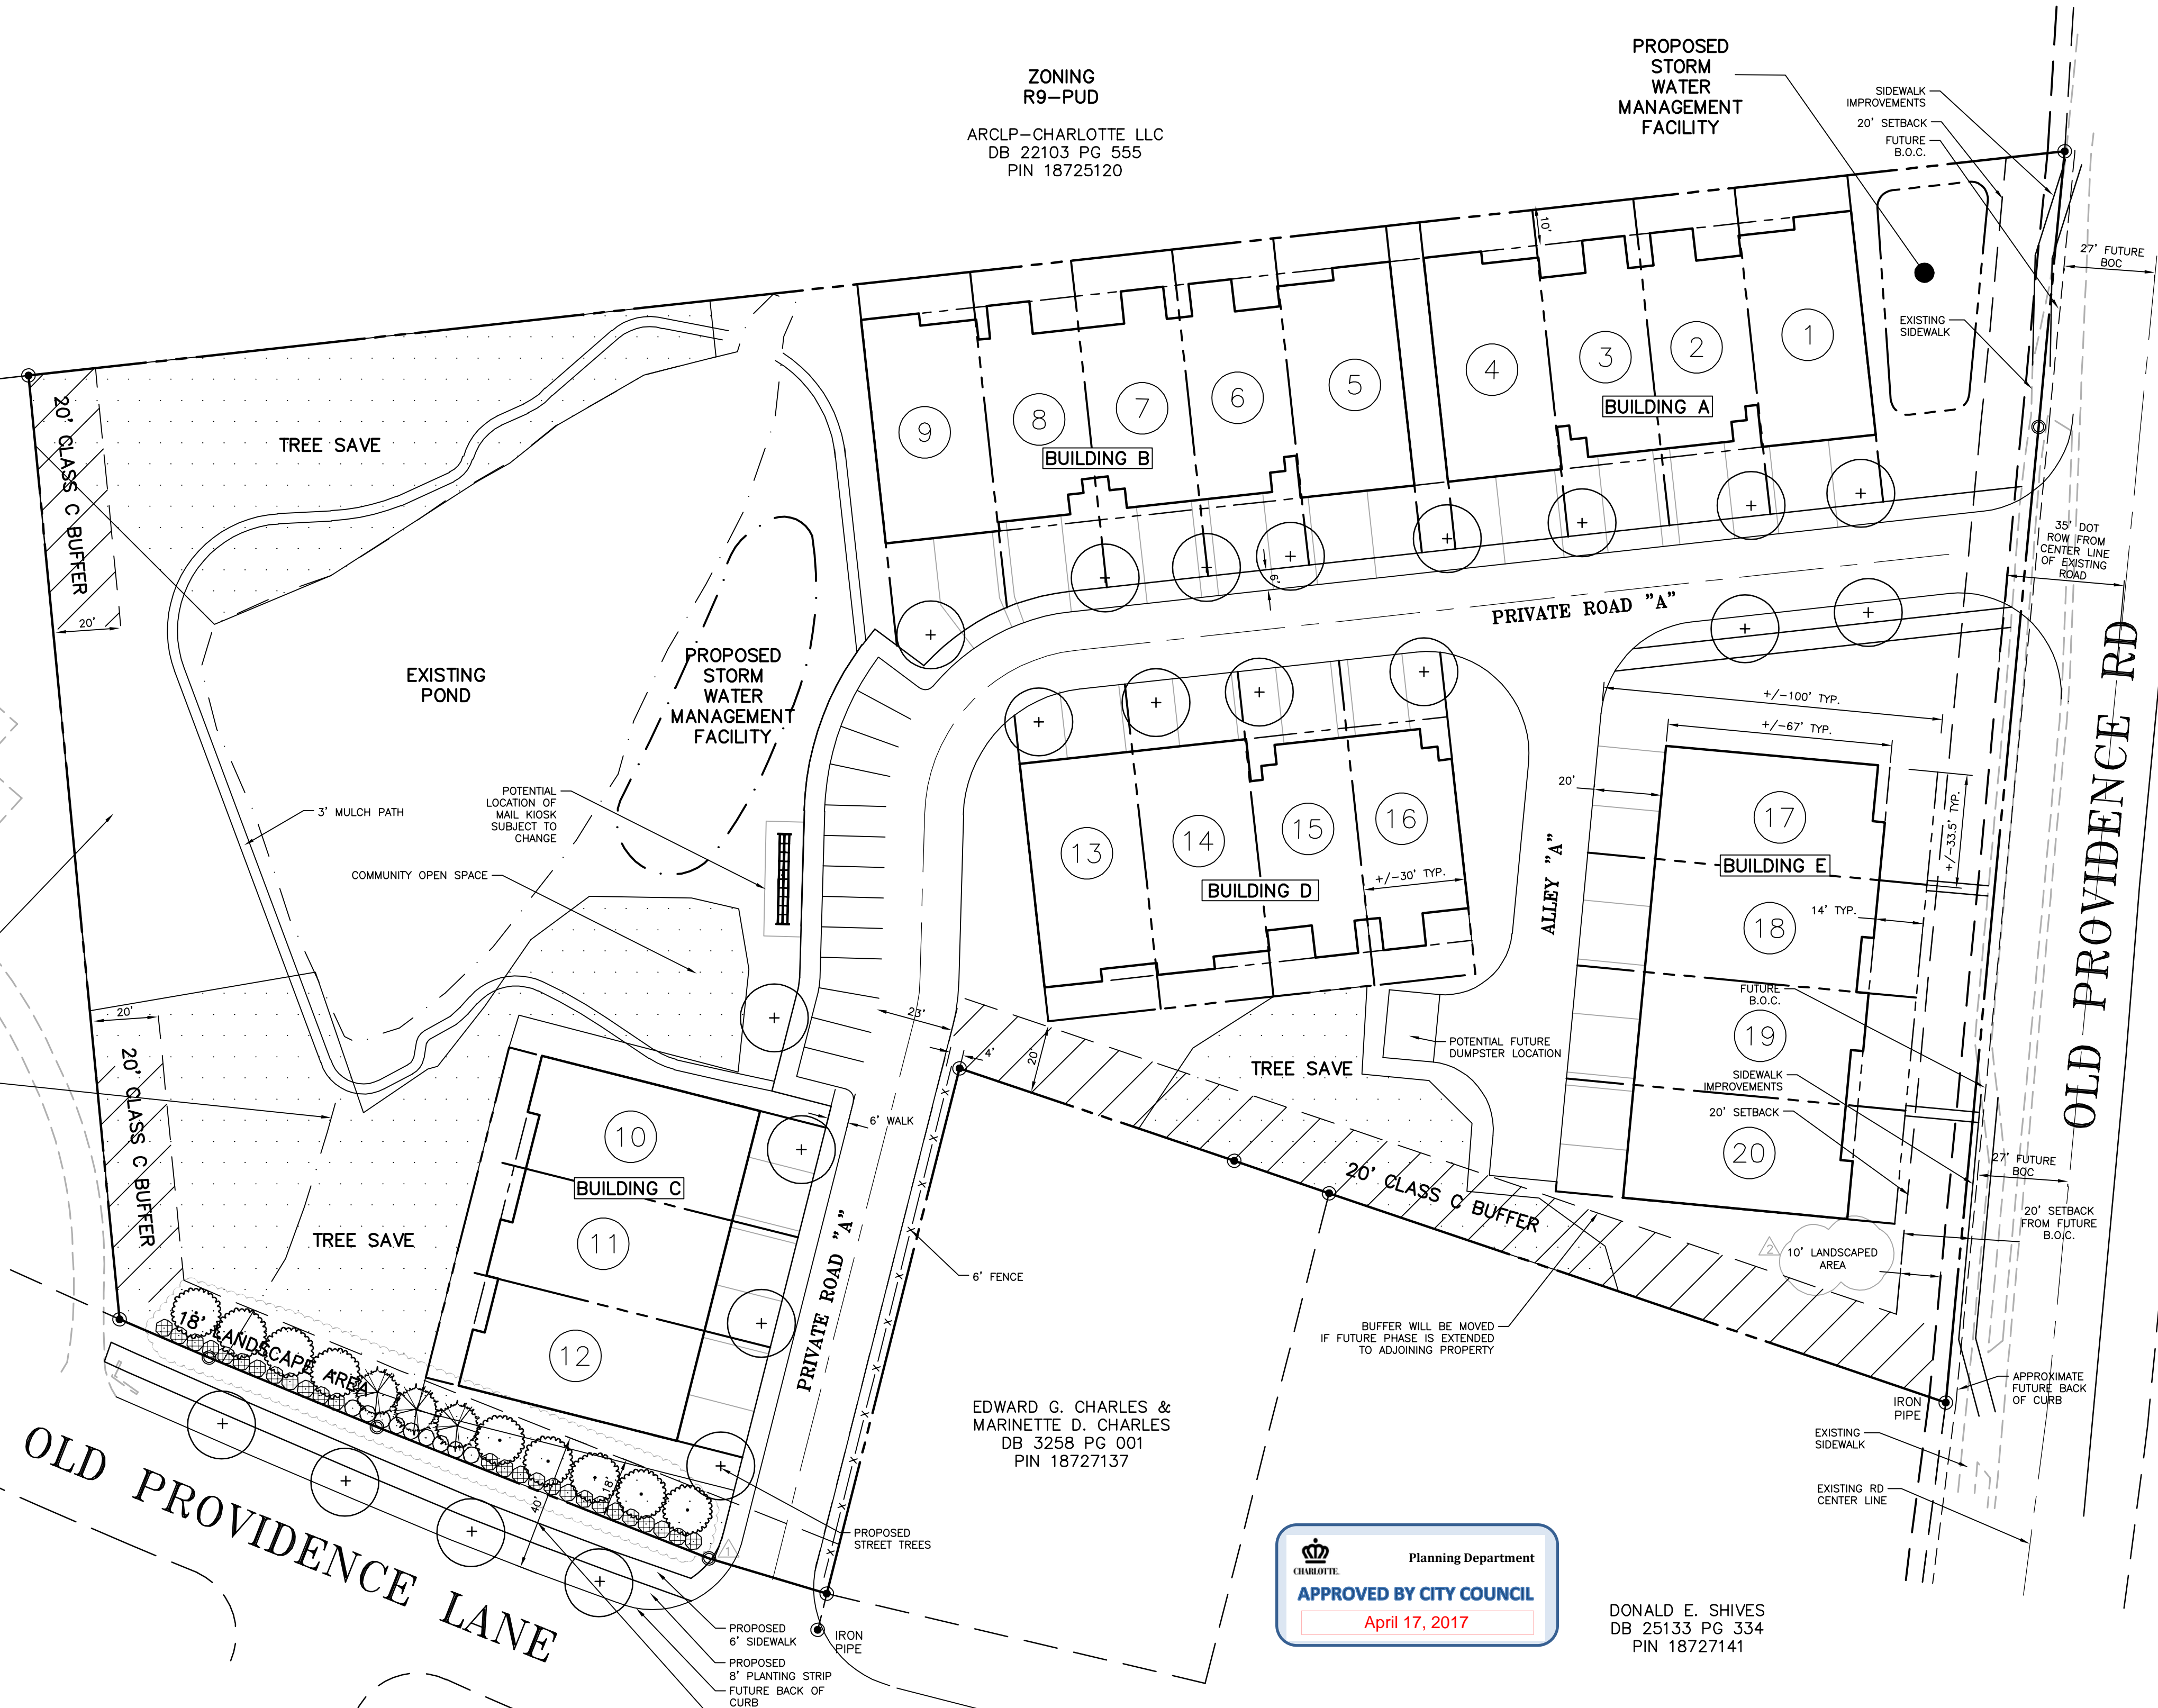 ZONING
R9-PUD
ARCLP-CHARLOTTE LLC
DB 22103 PG 555
PIN 18725120
PROPOSED
STORM
WATER
MANAGEMENT
FACILITY
SIDEWALK
IMPROVEMENTS
20' SETBACK
FUTURE
B.O.C.
27' FUTURE
BOC
EXISTING
SIDEWALK
10'
1
2
3
4
BUILDING A
5
6
7
8
9
BUILDING B
35' DOT
ROW FROM
CENTER LINE
OF EXISTING
ROAD
6'
PRIVATE ROAD "A"
20' CLASS C BUFFER
20'
TREE SAVE
EXISTING
POND
PROPOSED
STORM
WATER
MANAGEMENT
FACILITY
POTENTIAL
LOCATION OF
MAIL KIOSK
SUBJECT TO
CHANGE
3' MULCH PATH
COMMUNITY OPEN SPACE
13
14
15
16
+/-30' TYP.
BUILDING D
ALLEY "A"
20'
+/-100' TYP.
+/-67' TYP.
+/-33.5' TYP.
17
BUILDING E
14' TYP.
18
FUTURE
B.O.C.
19
SIDEWALK
IMPROVEMENTS
20' SETBACK
20
OLD PROVIDENCE RD
27' FUTURE
BOC
20' SETBACK
FROM FUTURE
B.O.C.
2
10' LANDSCAPED
AREA
APPROXIMATE
FUTURE BACK
OF CURB
IRON
PIPE
EXISTING
SIDEWALK
EXISTING RD
CENTER LINE
23'
4'
20'
TREE SAVE
POTENTIAL FUTURE
DUMPSTER LOCATION
20' CLASS C BUFFER
BUFFER WILL BE MOVED
IF FUTURE PHASE IS EXTENDED
TO ADJOINING PROPERTY
20'
20' CLASS C BUFFER
TREE SAVE
10
BUILDING C
11
12
6' WALK
PRIVATE ROAD "A"
6' FENCE
18' LANDSCAPE AREA
18'
40'
1
PROPOSED
STREET TREES
OLD PROVIDENCE LANE
PROPOSED
6' SIDEWALK
PROPOSED
8' PLANTING STRIP
FUTURE BACK OF
CURB
IRON
PIPE
EDWARD G. CHARLES &
MARINETTE D. CHARLES
DB 3258 PG 001
PIN 18727137
CHARLOTTE.
Planning Department
APPROVED BY CITY COUNCIL
April 17, 2017
DONALD E. SHIVES
DB 25133 PG 334
PIN 18727141